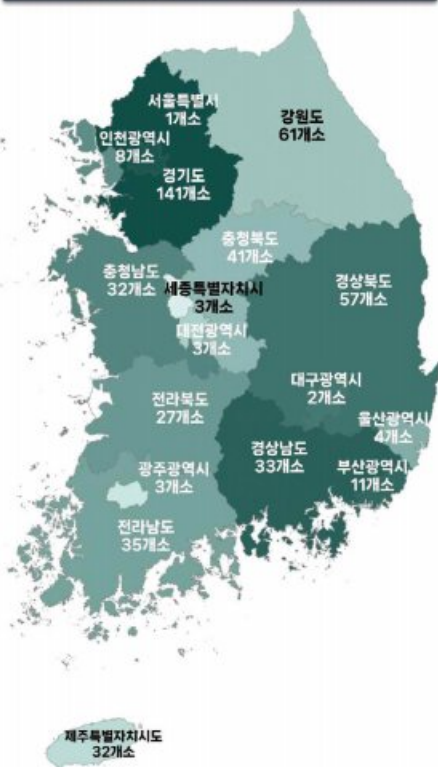 서울특별시
1개소
강원도
61개소
인천광역시
8개소
경기도
141개소
충청북도
41개소
충청남도
32개소
세종특별자치시
3개소
경상북도
57개소
대전광역시
3개소
대구광역시
2개소
전라북도
27개소
울산광역시
4개소
경상남도
33개소
부산광역시
11개소
광주광역시
3개소
전라남도
35개소
제주특별자치시도
32개소